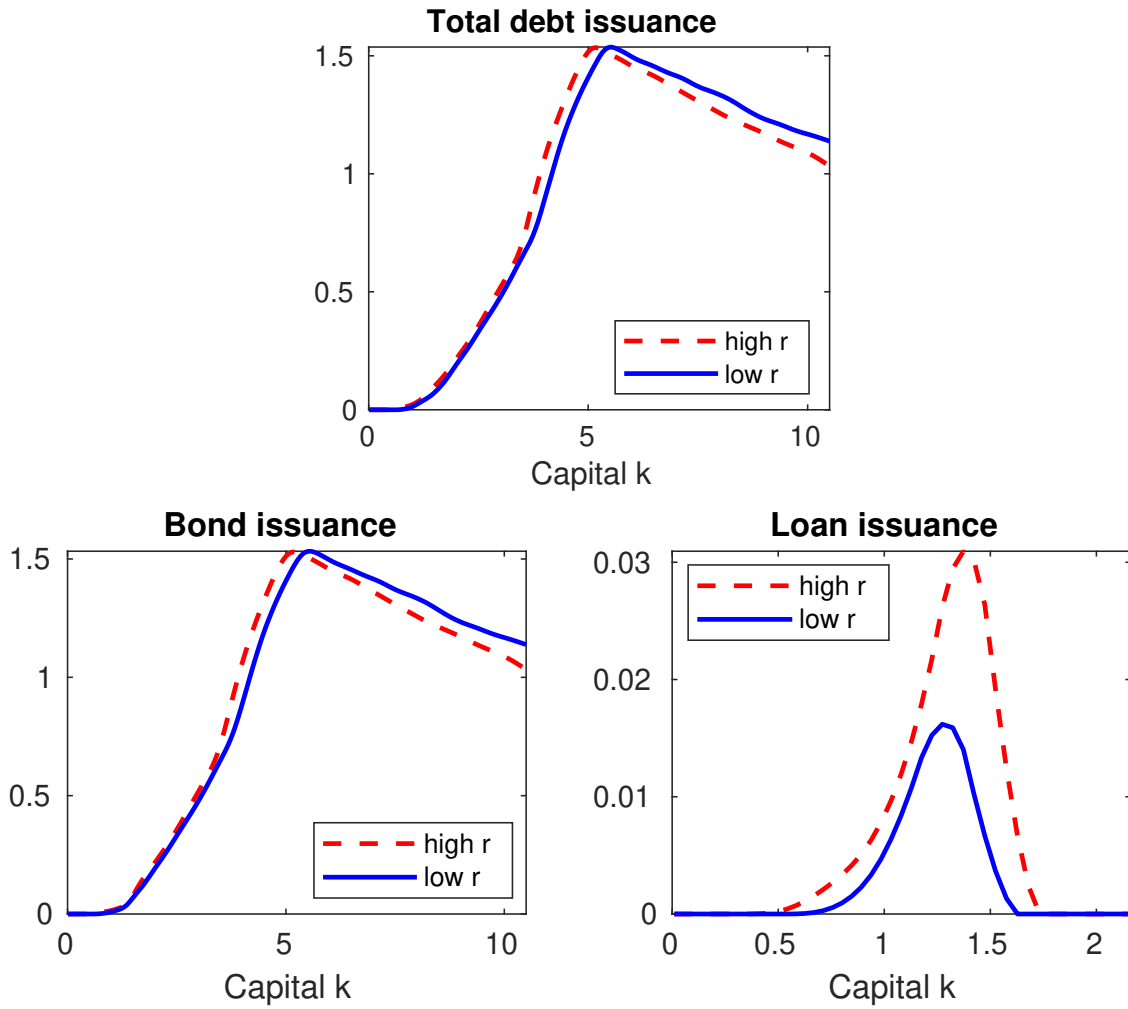 Total debt issuance
1.5
1
0.5
0
high r
low r
0 5 10
Capital k
Bond issuance
1.5
1
0.5
0
high r
low r
0 5 10
Capital k
Loan issuance
0.03
0.02
0.01
0
high r
low r
0 0.5 1 1.5 2
Capital k